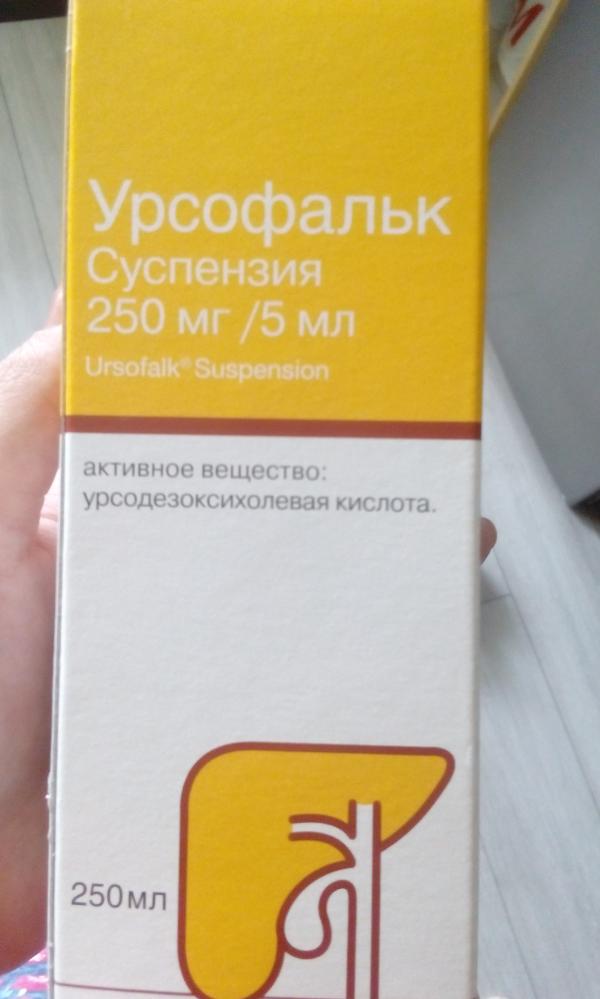 Урсофальк
Суспензия
250 мг /5 мл
Ursofalk® Suspension
активное вещество:
урсодезоксихолевая кислота.
250мл